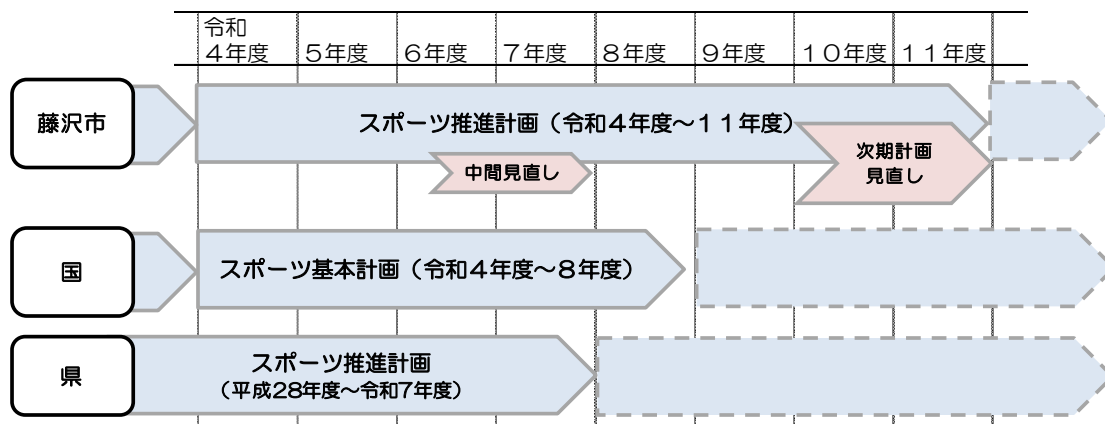 令和
４年度 ５年度 ６年度 ７年度 ８年度 ９年度 １０年度 １１年度
藤沢市
スポーツ推進計画（令和４年度～１１年度）
中間見直し
次期計画
見直し
国
スポーツ基本計画（令和４年度～８年度）
県
スポーツ推進計画
（平成28年度～令和7年度）